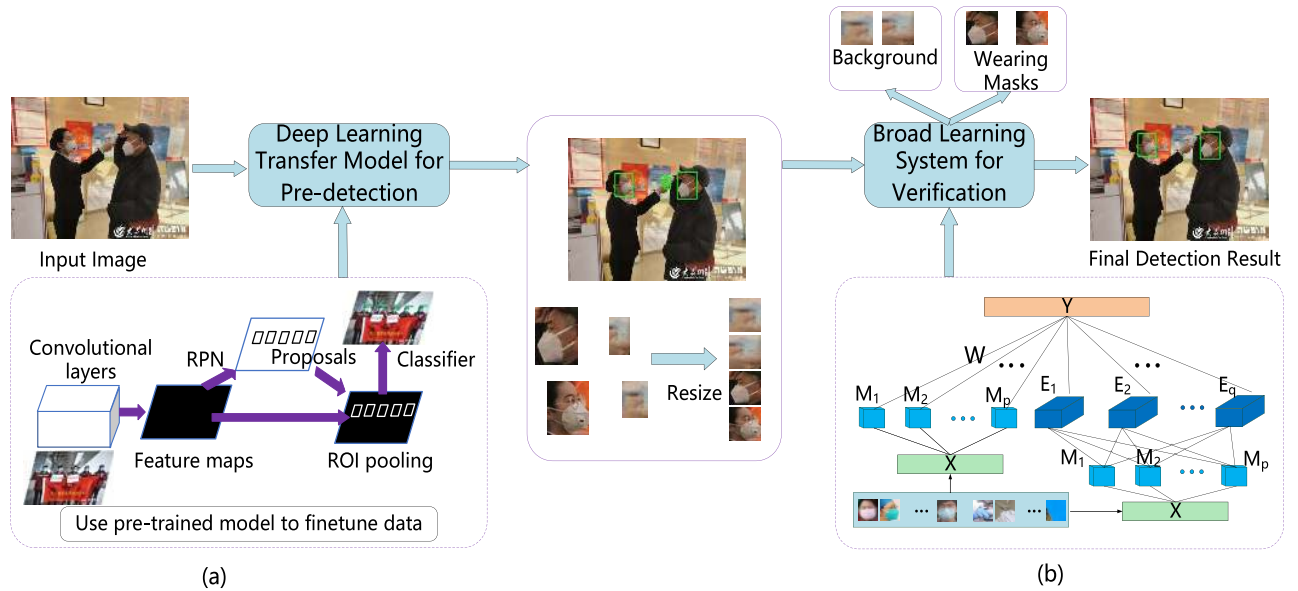 Background
Wearing
Masks
Deep Learning
Transfer Model for
Pre-detection
Broad Learning
System for
Verification
Input Image
Final Detection Result
Convolutional
layers
RPN
Proposals
Classifier
Feature maps
ROI pooling
Use pre-trained model to finetune data
(a)
Resize
Y
W
...
...
M1
M2
...
Mp
E1
E2
...
Eq
X
M1
M2
...
Mp
...
...
X
(b)